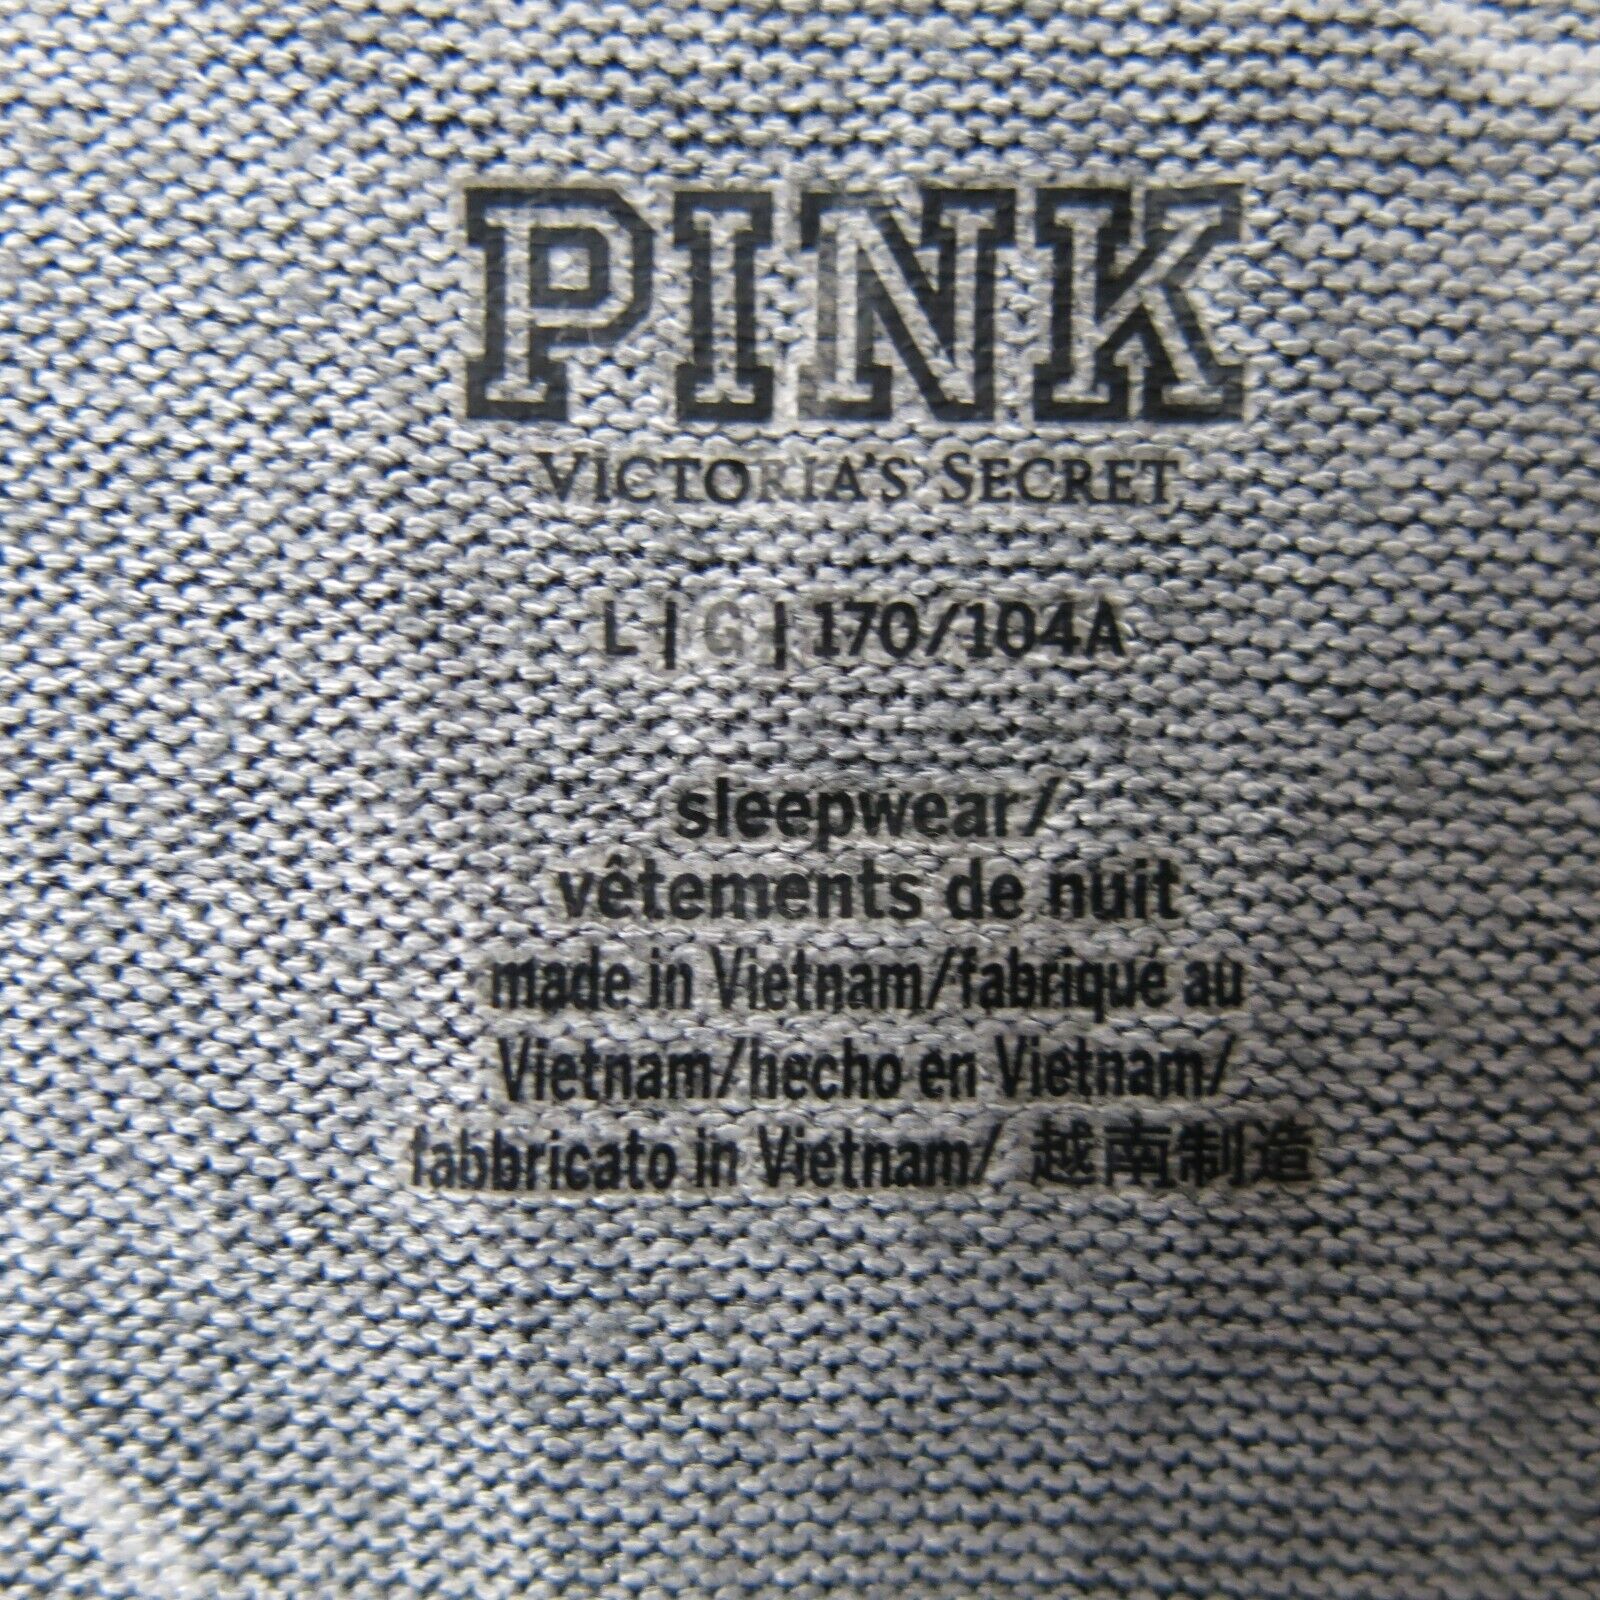 PINK
VICTORIA'S SECRET
L | G | 170/104A
sleepwear/
vêtements de nuit
made in Vietnam/fabriqué au
Vietnam/hecho en Vietnam/
fabbricato in Vietnam/ 越南制造